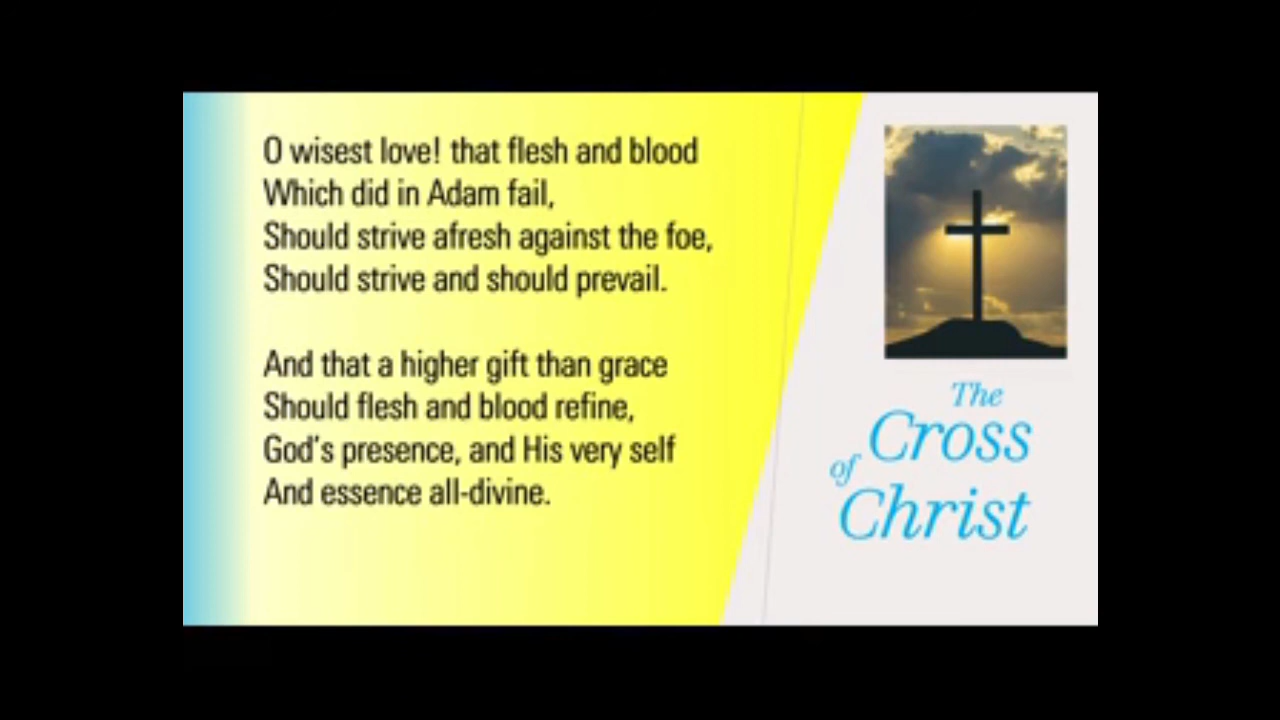 O wisest love! that flesh and blood
Which did in Adam fail,
Should strive afresh against the foe,
Should strive and should prevail.
And that a higher gift than grace
Should flesh and blood refine,
God's presence, and His very self
And essence all-divine.
The
Cross
of
Christ